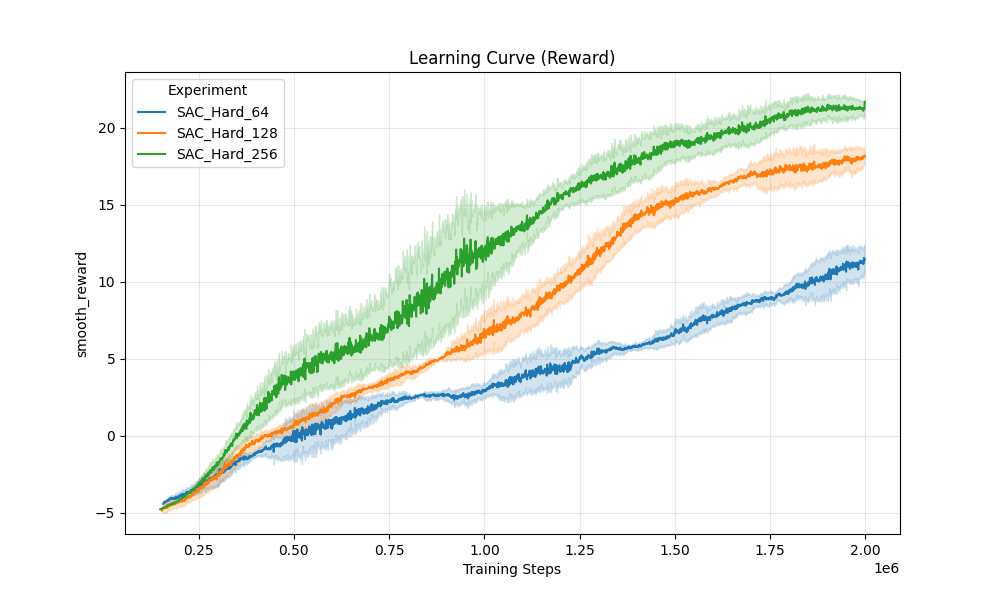 Learning Curve (Reward)
Experiment
SAC_Hard_64
SAC_Hard_128
SAC_Hard_256
smooth_reward
20
15
10
5
0
−5
0.25 0.50 0.75 1.00 1.25 1.50 1.75 2.00
Training Steps
1e6